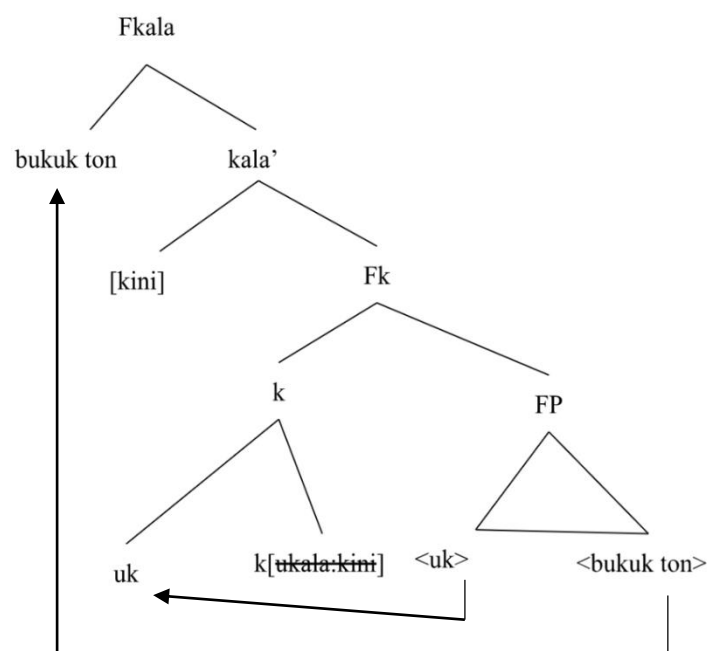 Fkala
bukuk ton kala’
[kini] Fk
k FP
uk k[ukala:kini] <uk> <bukuk ton>